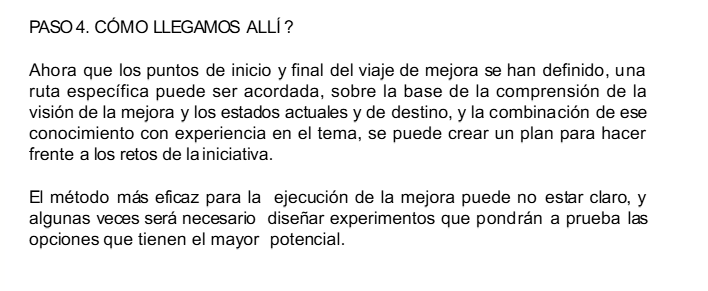 PASO 4. CÓMO LLEGAMOS ALLÍ ?
Ahora que los puntos de inicio y final del viaje de mejora se han definido, una
ruta específica puede ser acordada, sobre la base de la comprensión de la
visión de la mejora y los estados actuales y de destino, y la combinación de ese
conocimiento con experiencia en el tema, se puede crear un plan para hacer
frente a los retos de la iniciativa.
El método más eficaz para la ejecución de la mejora puede no estar claro, y
algunas veces será necesario diseñar experimentos que pondrán a prueba las
opciones que tienen el mayor potencial.